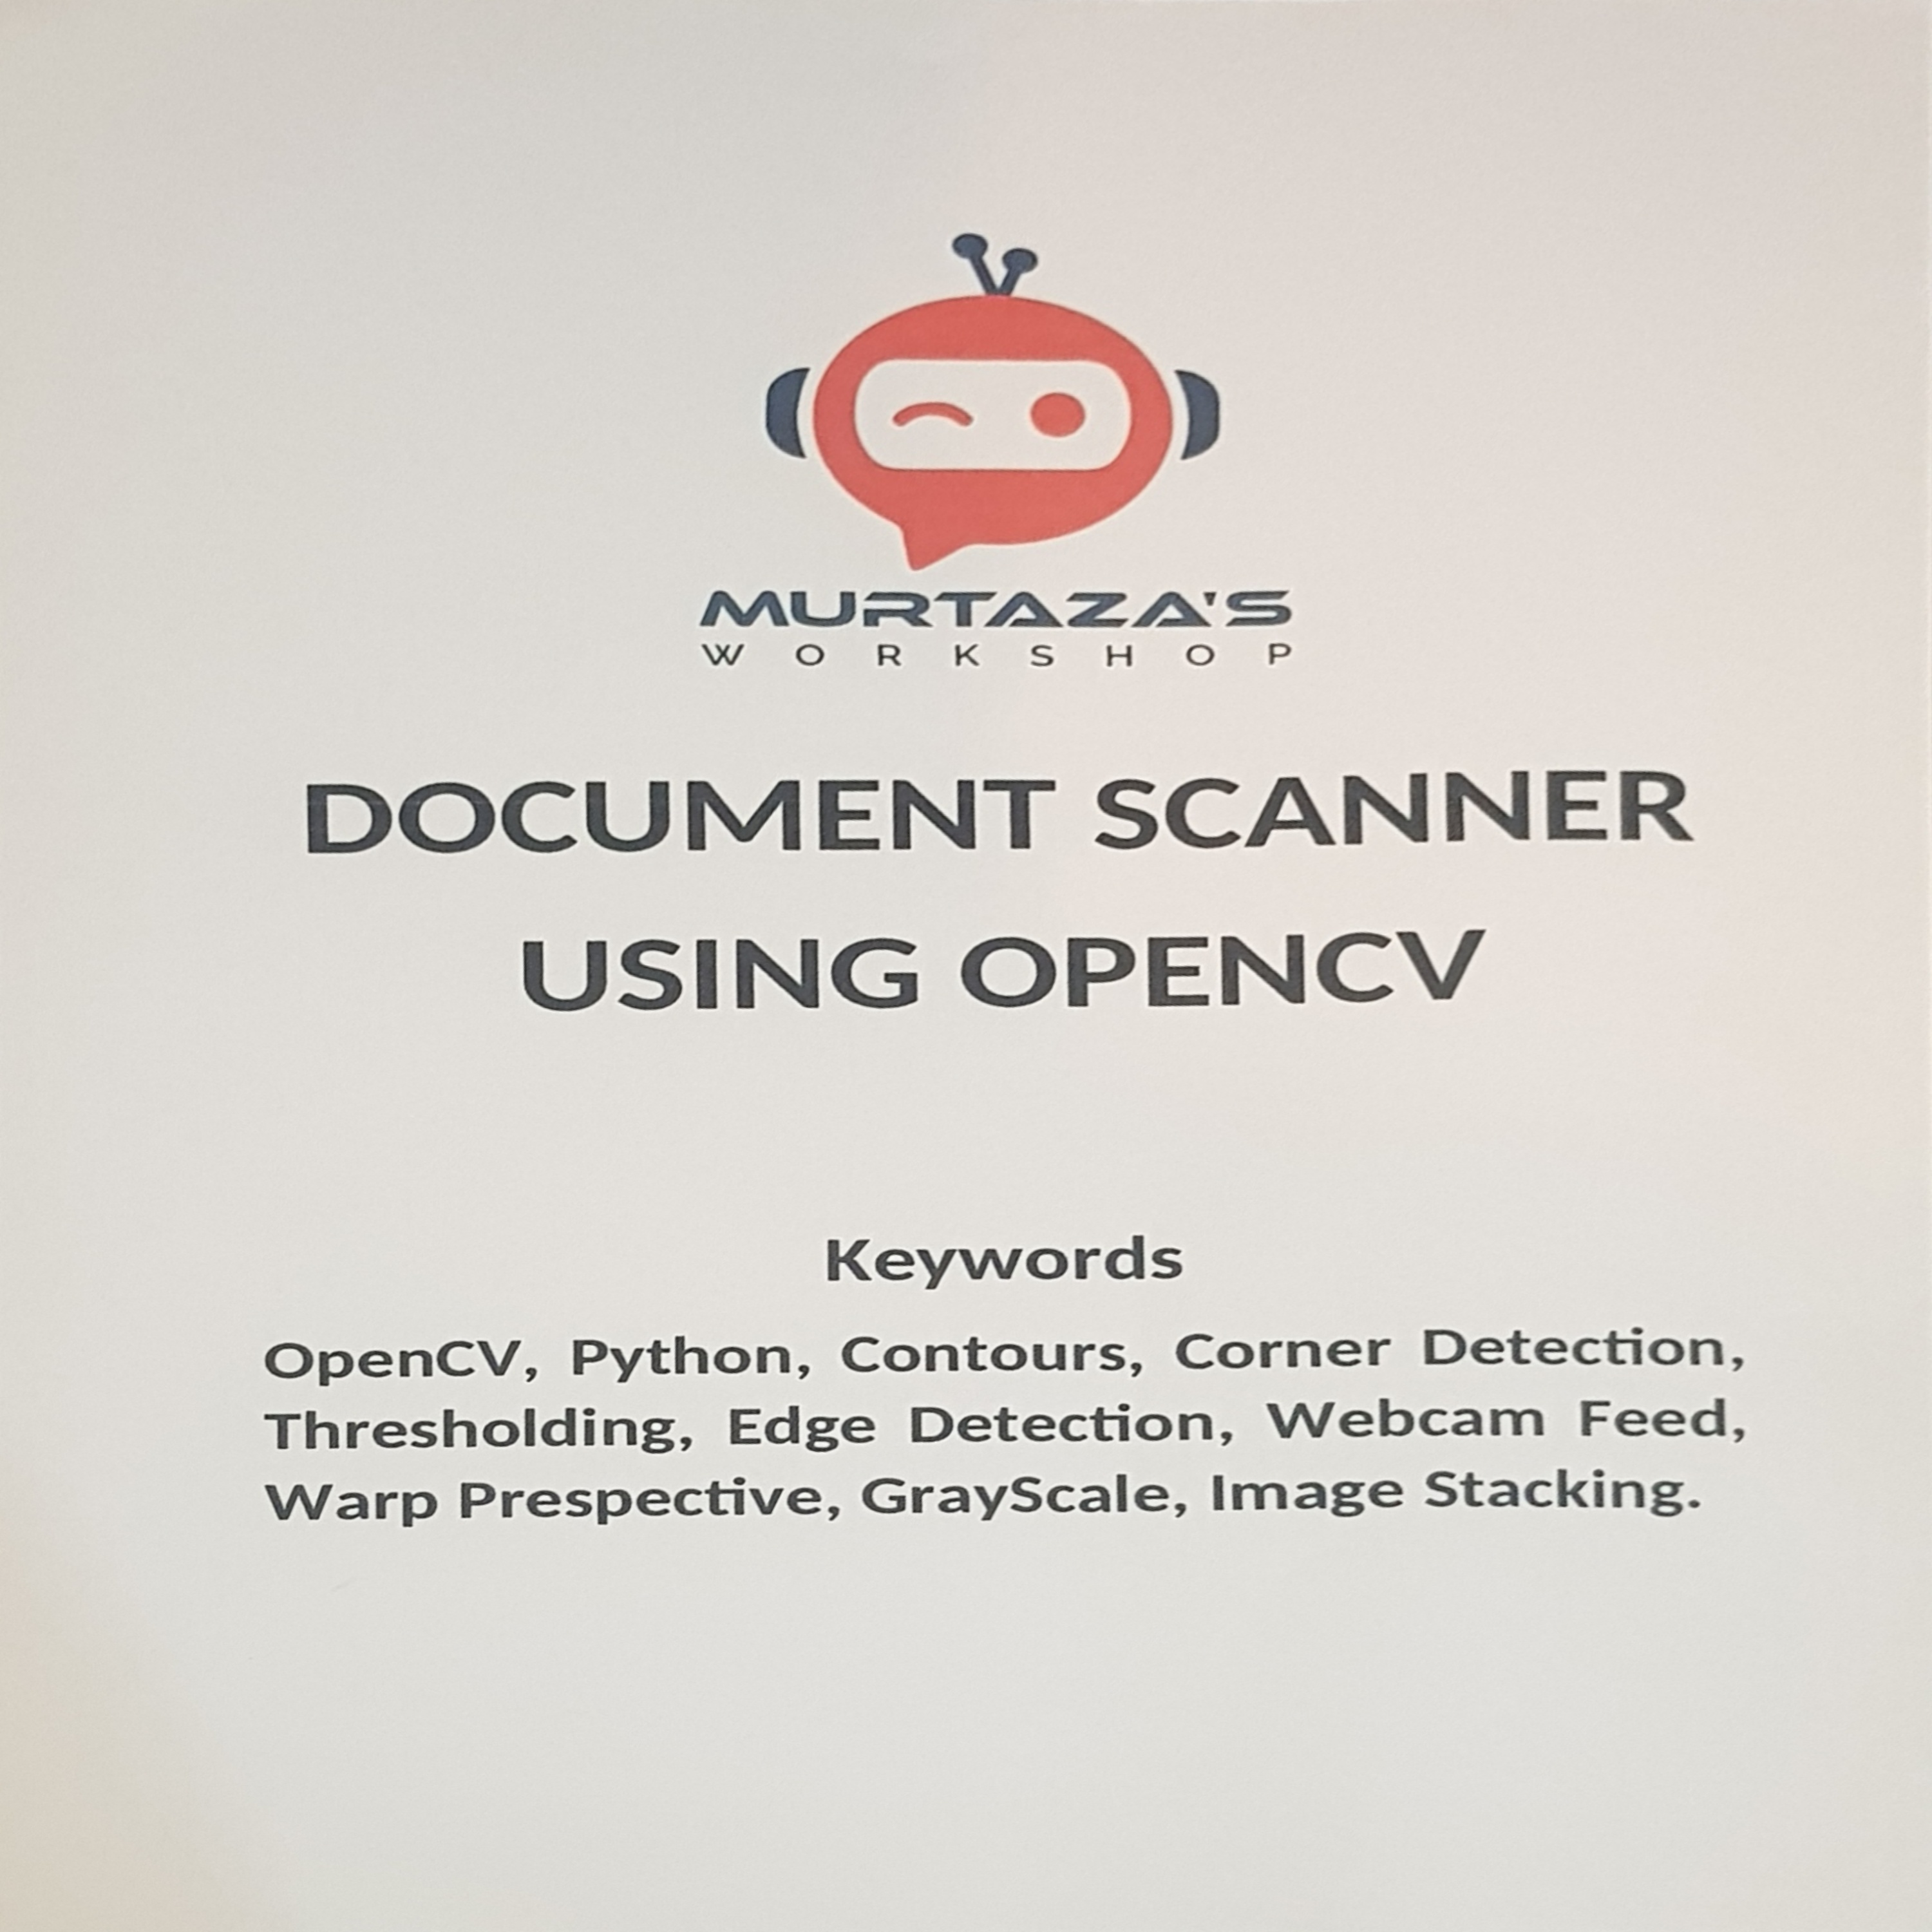 MURTAZA'S
WORKSHOP
DOCUMENT SCANNER
USING OPENCV
Keywords
OpenCV, Python, Contours, Corner Detection,
Thresholding, Edge Detection, Webcam Feed,
Warp Prespective, GrayScale, Image Stacking.